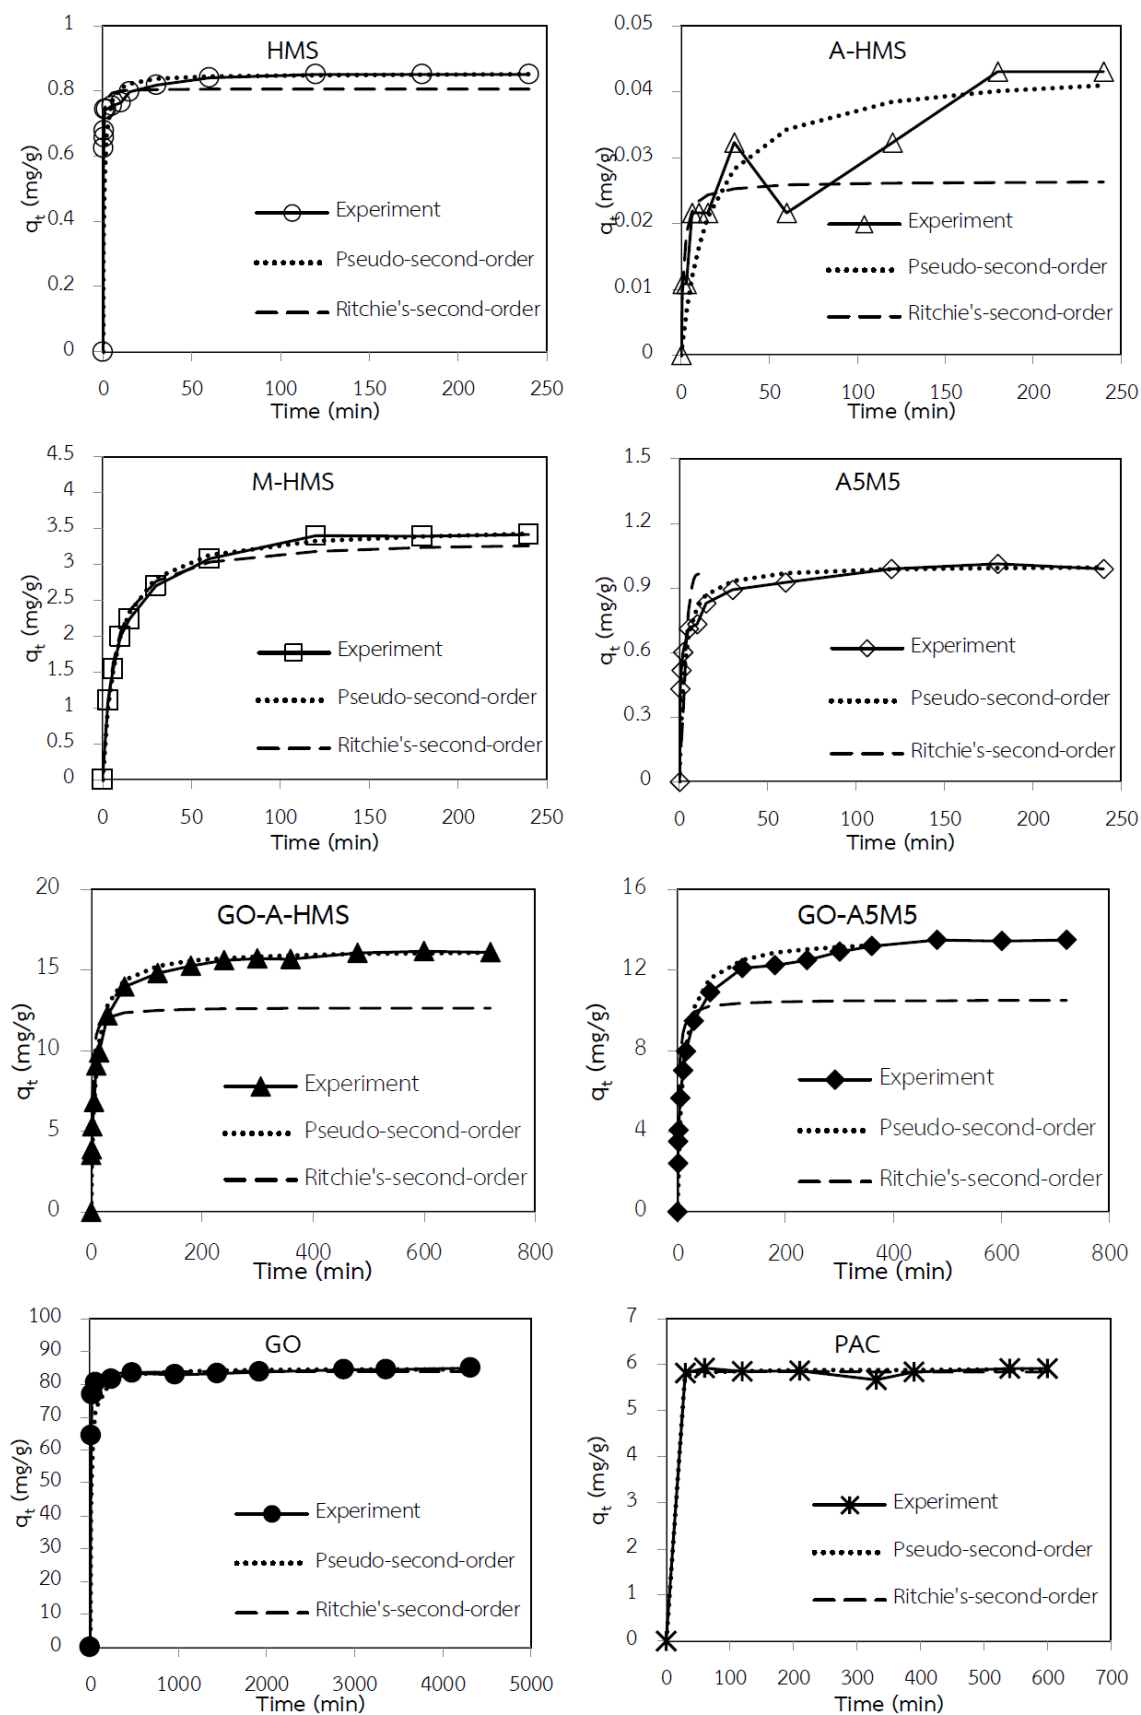 HMS
1
0.8
0.6
0.4
0.2
0
qt (mg/g)
Experiment
Pseudo-second-order
Ritchie's-second-order
0 50 100 150 200 250
Time (min)
A-HMS
0.05
0.04
0.03
0.02
0.01
0
qt (mg/g)
Experiment
Pseudo-second-order
Ritchie's-second-order
0 50 100 150 200 250
Time (min)
M-HMS
4.5
4
3.5
3
2.5
2
1.5
1
0.5
0
qt (mg/g)
Experiment
Pseudo-second-order
Ritchie's-second-order
0 50 100 150 200 250
Time (min)
A5M5
1.5
1.2
0.9
0.6
0.3
0
qt (mg/g)
Experiment
Pseudo-second-order
Ritchie's-second-order
0 50 100 150 200 250
Time (min)
GO-A-HMS
20
15
10
5
0
qt (mg/g)
Experiment
Pseudo-second-order
Ritchie's-second-order
0 200 400 600 800
Time (min)
GO-A5M5
16
12
8
4
0
qt (mg/g)
Experiment
Pseudo-second-order
Ritchie's-second-order
0 200 400 600 800
Time (min)
GO
100
90
80
70
60
50
40
30
20
10
0
qt (mg/g)
Experiment
Pseudo-second-order
Ritchie's-second-order
0 1000 2000 3000 4000 5000
Time (min)
PAC
7
6
5
4
3
2
1
0
qt (mg/g)
Experiment
Pseudo-second-order
Ritchie's-second-order
0 100 200 300 400 500 600 700
Time (min)